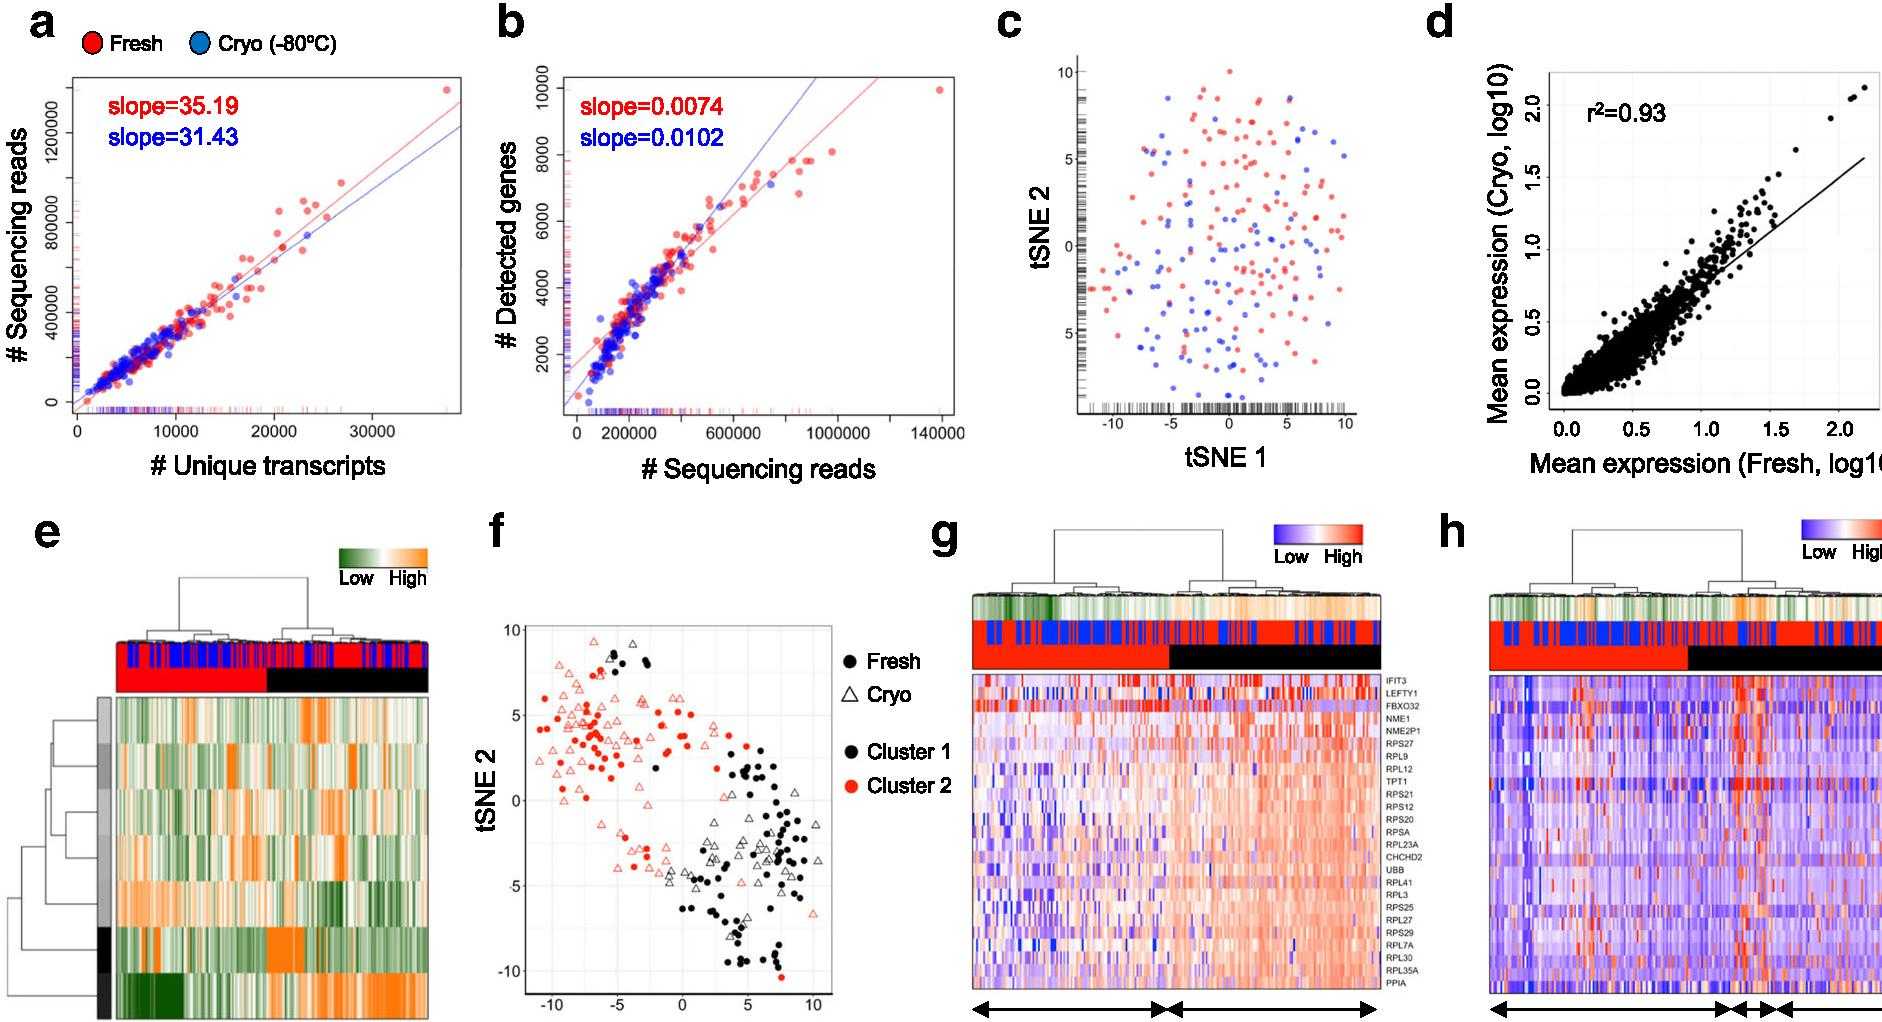 a
Fresh
Cryo (-80ºC)
slope=35.19
slope=31.43
# Sequencing reads
0
400000
800000
1200000
0
10000
20000
30000
# Unique transcripts
b
slope=0.0074
slope=0.0102
# Detected genes
2000
4000
6000
8000
10000
0
200000
600000
1000000
140000
# Sequencing reads
c
tSNE 2
10
5
0
5
-10
-5
0
5
10
tSNE 1
d
r²=0.93
Mean expression (Cryo, log10)
0.0
0.5
1.0
1.5
2.0
0.0
0.5
1.0
1.5
2.0
Mean expression (Fresh, log10
e
Low High
f
tSNE 2
10
5
0
-5
-10
-10
-5
0
5
10
Fresh
Cryo
Cluster 1
Cluster 2
g
Low High
IFIT3
LEFTY1
FBXO32
NME1
NME2P1
RPS27
RPL9
RPL12
TPT1
RPS21
RPS12
RPS20
RPSA
RPL23A
CHCHD2
UBB
RPL41
RPL3
RPS25
RPL27
RPS29
RPL7A
RPL30
RPL35A
PPIA
h
Low